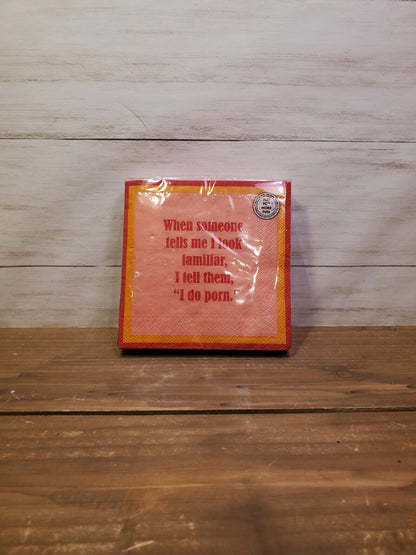 When someone
tells me I look
familiar,
I tell them,
“I do porn.”